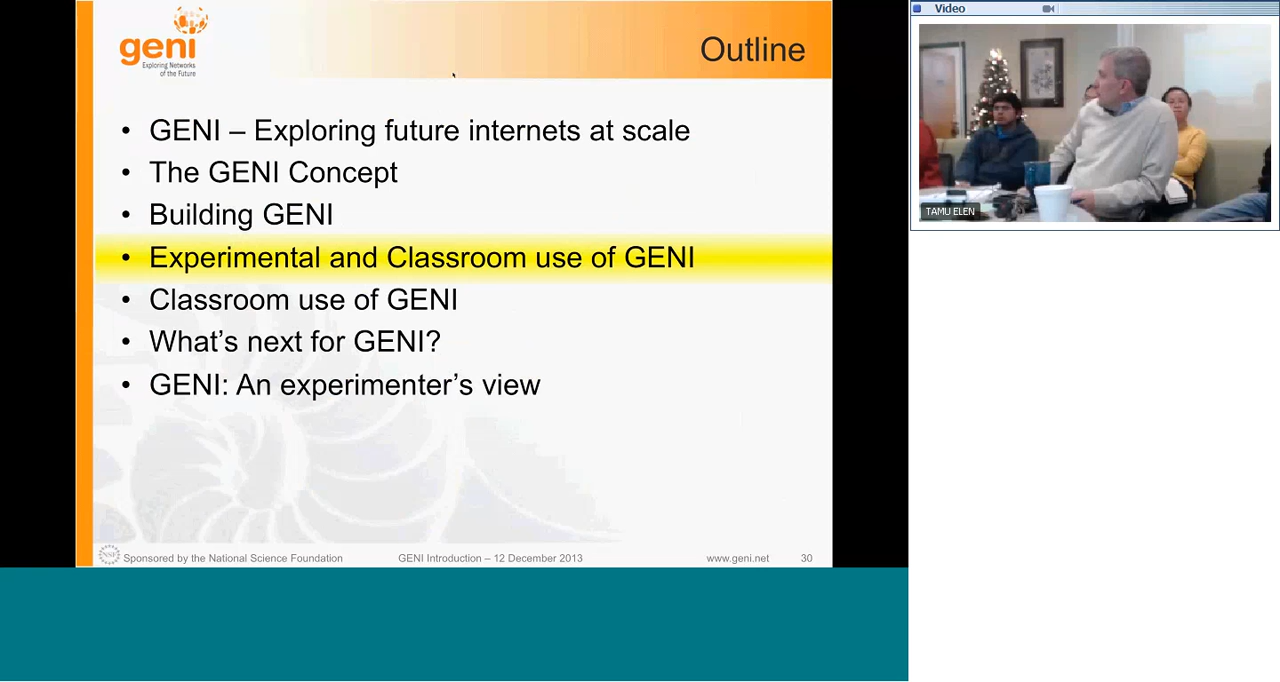 geni
Exploring Networks
of the Future
Outline
• GENI – Exploring future internets at scale
• The GENI Concept
• Building GENI
• Experimental and Classroom use of GENI
• Classroom use of GENI
• What's next for GENI?
• GENI: An experimenter's view
NSF
Sponsored by the National Science Foundation
GENI Introduction – 12 December 2013
www.geni.net
30
Video
TAMU ELEN